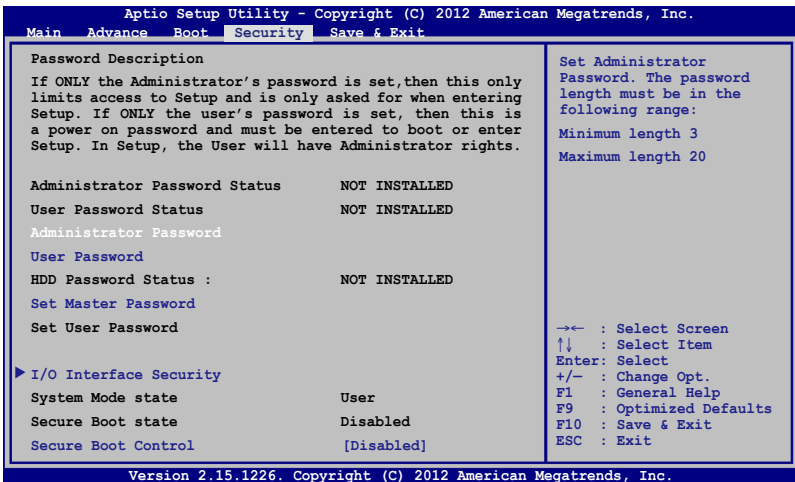 Aptio Setup Utility - Copyright (C) 2012 American Megatrends, Inc.
Main Advance Boot Security Save & Exit
Password Description
If ONLY the Administrator's password is set,then this only
limits access to Setup and is only asked for when entering
Setup. If ONLY the user's password is set, then this is
a power on password and must be entered to boot or enter
Setup. In Setup, the User will have Administrator rights.
Administrator Password Status NOT INSTALLED
User Password Status NOT INSTALLED
Administrator Password
User Password
HDD Password Status : NOT INSTALLED
Set Master Password
Set User Password
I/O Interface Security
System Mode state User
Secure Boot state Disabled
Secure Boot Control [Disabled]
Set Administrator
Password. The password
length must be in the
following range:
Minimum length 3
Maximum length 20
→← : Select Screen
↑↓ : Select Item
Enter: Select
+/— : Change Opt.
F1 : General Help
F9 : Optimized Defaults
F10 : Save & Exit
ESC : Exit
Version 2.15.1226. Copyright (C) 2012 American Megatrends, Inc.